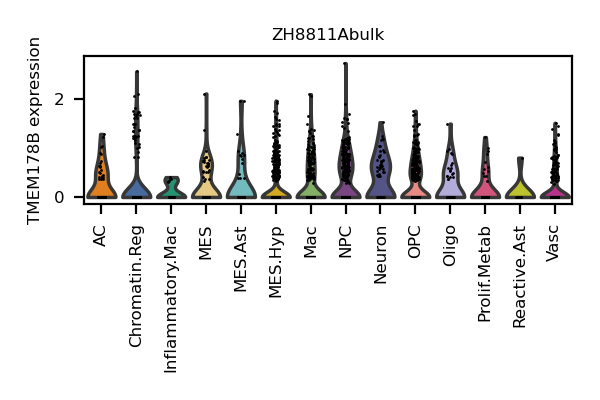 ZH8811Abulk
TMEM178B expression
2
0
AC
Chromatin.Reg
Inflammatory.Mac
MES
MES.Ast
MES.Hyp
Mac
NPC
Neuron
OPC
Oligo
Prolif.Metab
Reactive.Ast
Vasc